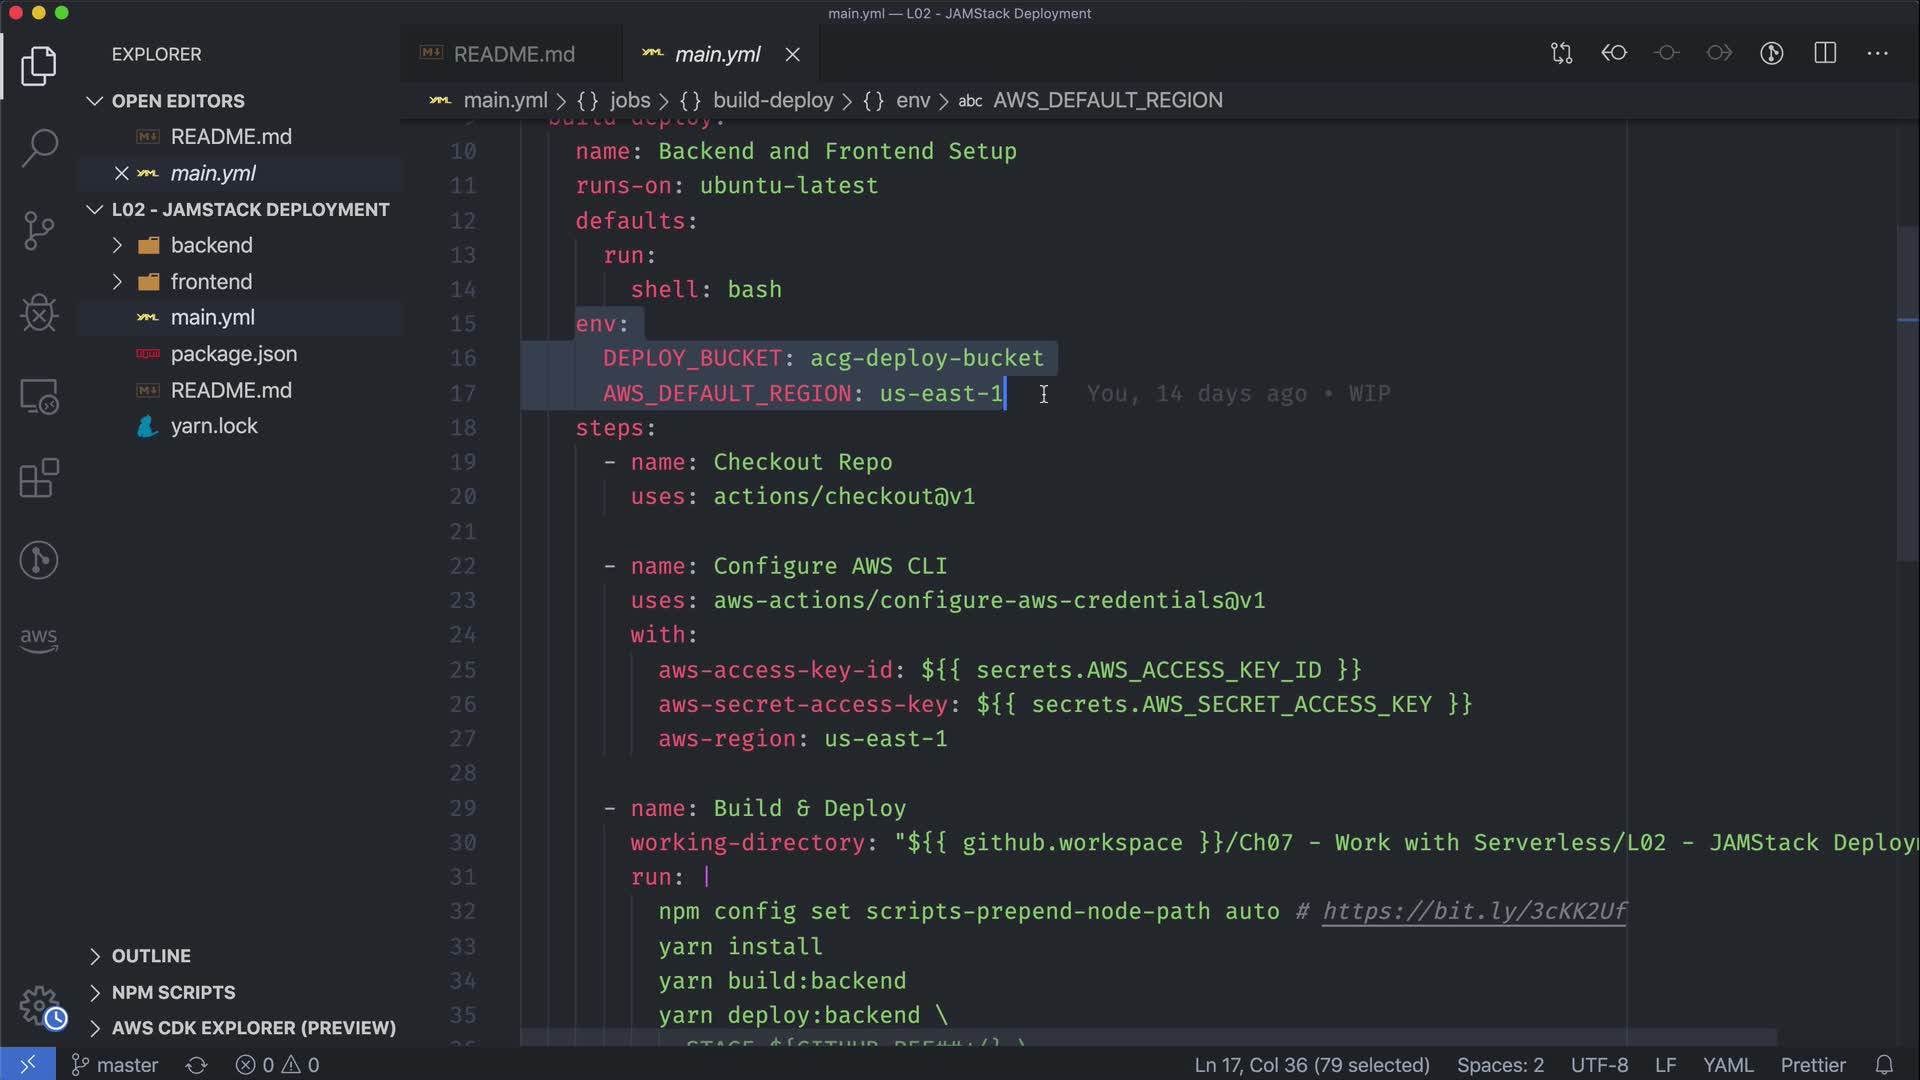 main.yml — L02 - JAMStack Deployment
EXPLORER
OPEN EDITORS
README.md
main.yml
L02 - JAMSTACK DEPLOYMENT
backend
frontend
main.yml
package.json
README.md
yarn.lock
OUTLINE
NPM SCRIPTS
AWS CDK EXPLORER (PREVIEW)
aws
README.md
main.yml
main.yml > {} jobs > {} build-deploy > {} env > abc AWS_DEFAULT_REGION
build-deploy:
10 name: Backend and Frontend Setup
11 runs-on: ubuntu-latest
12 defaults:
13 run:
14 shell: bash
15 env:
16 DEPLOY_BUCKET: acg-deploy-bucket
17 AWS_DEFAULT_REGION: us-east-1 You, 14 days ago • WIP
18 steps:
19 - name: Checkout Repo
20 uses: actions/checkout@v1
21
22 - name: Configure AWS CLI
23 uses: aws-actions/configure-aws-credentials@v1
24 with:
25 aws-access-key-id: ${{ secrets.AWS_ACCESS_KEY_ID }}
26 aws-secret-access-key: ${{ secrets.AWS_SECRET_ACCESS_KEY }}
27 aws-region: us-east-1
28
29 - name: Build & Deploy
30 working-directory: "${{ github.workspace }}/Ch07 - Work with Serverless/L02 - JAMStack Deploy
31 run: |
32 npm config set scripts-prepend-node-path auto # https://bit.ly/3cKK2Uf
33 yarn install
34 yarn build:backend
35 yarn deploy:backend \
master
0 0
Ln 17, Col 36 (79 selected)
Spaces: 2
UTF-8
LF
YAML
Prettier